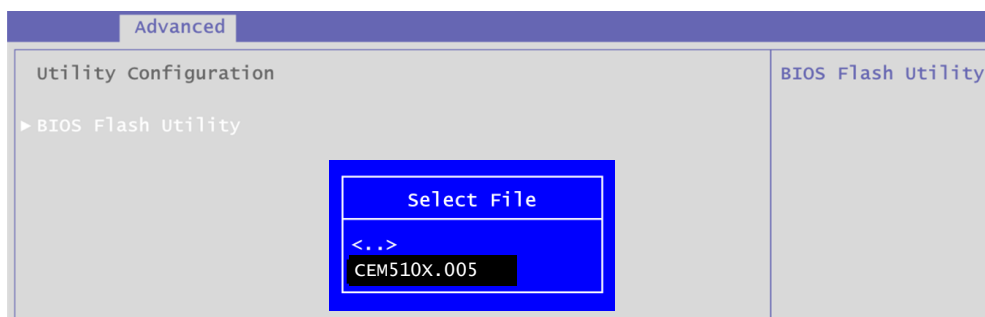 Advanced
Utility Configuration
BIOS Flash Utility
►BIOS Flash Utility
Select File
<..>
CEM510X.005